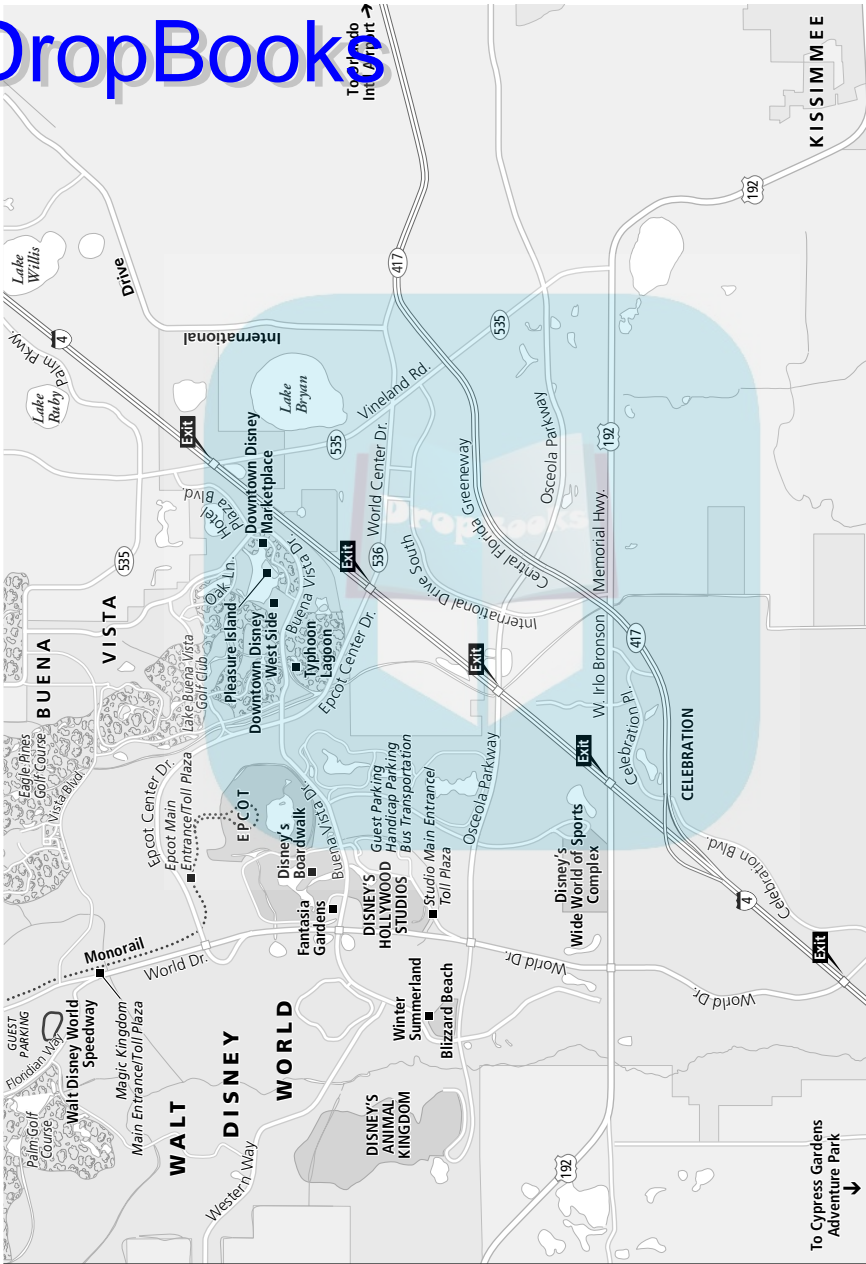 DropBooks
To Orlando
Int'l Airport
KISSIMMEE
192
417
Lake
Willis
Drive
International
4
Palm Pkwy.
Lake
Ruby
Lake
Bryan
535
Vineland Rd.
Exit
535
Hotel
Plaza Blvd.
Downtown Disney
Marketplace
World Center Dr.
536
Exit
Central Florida Greeneway
Osceola Parkway
192
Memorial Hwy.
DropBooks
535
Oak Ln.
Buena Vista Dr.
International Drive South
BUENA
VISTA
Lake Buena Vista
Golf Club
Pleasure Island
Downtown Disney
West Side
Typhoon
Lagoon
Epcot Center Dr.
Exit
W. Irlo Bronson
417
Celebration Pl.
CELEBRATION
Exit
Eagle Pines
Golf Course
Vista Blvd.
Epcot Center Dr.
Epcot Main
Entrance/Toll Plaza
EPCOT
Disney's
Boardwalk
Buena Vista Dr.
Guest Parking
Handicap Parking
Bus Transportation
Osceola Parkway
Fantasia
Gardens
DISNEY'S
HOLLYWOOD
STUDIOS
Studio Main Entrance/
Toll Plaza
Disney's
Wide World of Sports
Complex
Celebration Blvd
4
Exit
Monorail
World Dr.
World Dr.
World Dr.
GUEST
PARKING
Floridian Way
Walt Disney World
Speedway
Magic Kingdom
Main Entrance/Toll Plaza
Palm Golf
Course
WALT
DISNEY
WORLD
Winter
Summerland
Blizzard Beach
Western Way
DISNEY'S
ANIMAL
KINGDOM
192
To Cypress Gardens
Adventure Park